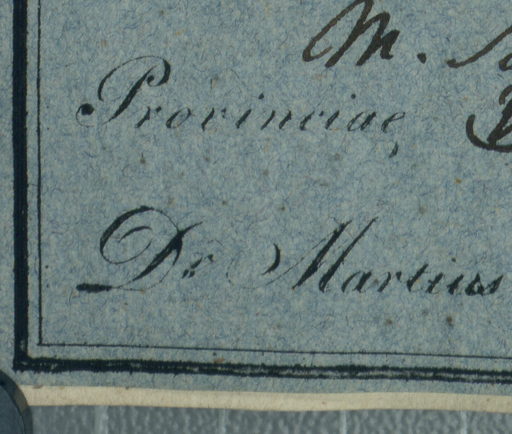 M.
Provinciae,
Dr Martius